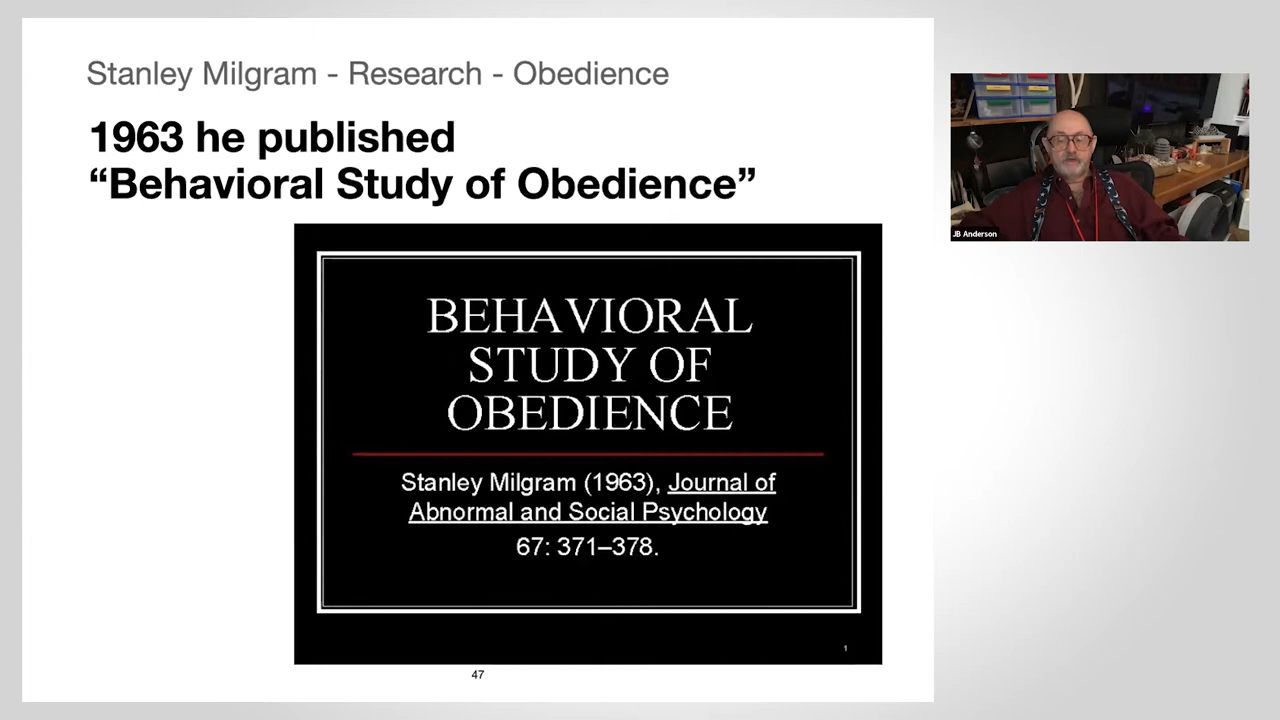 Stanley Milgram - Research - Obedience
1963 he published
“Behavioral Study of Obedience”
BEHAVIORAL
STUDY OF
OBEDIENCE
Stanley Milgram (1963), Journal of
Abnormal and Social Psychology
67: 371–378.
1
47
JB Anderson